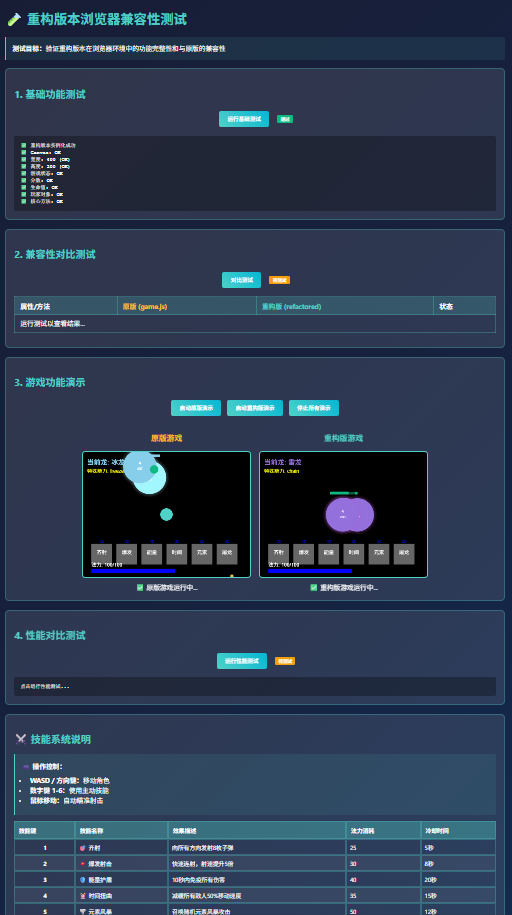 重构版本浏览器兼容性测试
测试目标：验证重构版本在浏览器环境中的功能完整性和与原版的兼容性
1. 基础功能测试
运行基础测试
通过
重构版本实例化成功
Canvas: OK
宽度: 400 (OK)
高度: 300 (OK)
游戏状态: OK
分数: OK
生命值: OK
玩家对象: OK
核心方法: OK
2. 兼容性对比测试
对比测试
待测试
属性/方法 原版 (game.js) 重构版 (refactored) 状态
运行测试以查看结果...
3. 游戏功能演示
启动原版演示 启动重构版演示 停止所有演示
原版游戏 重构版游戏
当前龙: 冰龙
特殊能力: freeze
齐射 爆发 能量 时间 元素 屠龙
法力: 100/100
当前龙: 雷龙
特殊能力: chain
齐射 爆发 能量 时间 元素 屠龙
法力: 100/100
原版游戏运行中...
重构版游戏运行中...
4. 性能对比测试
运行性能测试
待测试
点击运行性能测试...
技能系统说明
操作控制：
WASD / 方向键：移动角色
数字键 1-6：使用主动技能
鼠标移动：自动瞄准射击
技能键 技能名称 效果描述 法力消耗 冷却时间
1 齐射 向所有方向发射8枚子弹 25 5秒
2 爆发射击 快速连射，射速提升5倍 30 8秒
3 能量护盾 10秒内免疫所有伤害 40 20秒
4 时间扭曲 减缓所有敌人50%移动速度 35 15秒
5 元素风暴 召唤随机元素风暴攻击 50 12秒